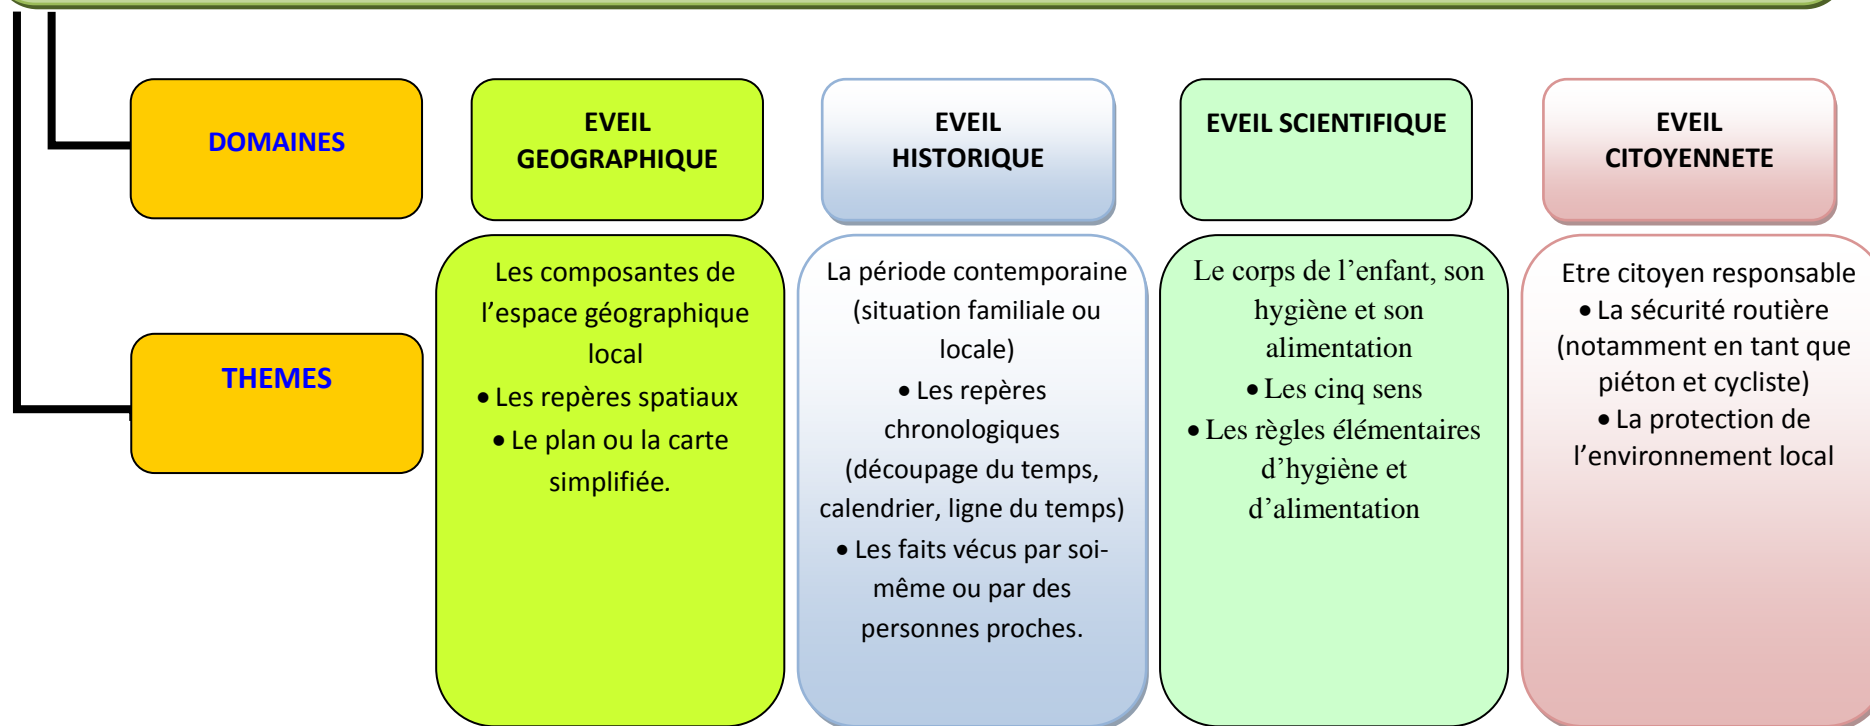 DOMAINES
EVEIL
GEOGRAPHIQUE
EVEIL
HISTORIQUE
EVEIL SCIENTIFIQUE
EVEIL
CITOYENNETE
THEMES
Les composantes de
l’espace géographique
local
• Les repères spatiaux
• Le plan ou la carte
simplifiée.
La période contemporaine
(situation familiale ou
locale)
• Les repères
chronologiques
(découpage du temps,
calendrier, ligne du temps)
• Les faits vécus par soi-
même ou par des
personnes proches.
Le corps de l’enfant, son
hygiène et son
alimentation
• Les cinq sens
• Les règles élémentaires
d’hygiène et
d’alimentation
Etre citoyen responsable
• La sécurité routière
(notamment en tant que
piéton et cycliste)
• La protection de
l’environnement local